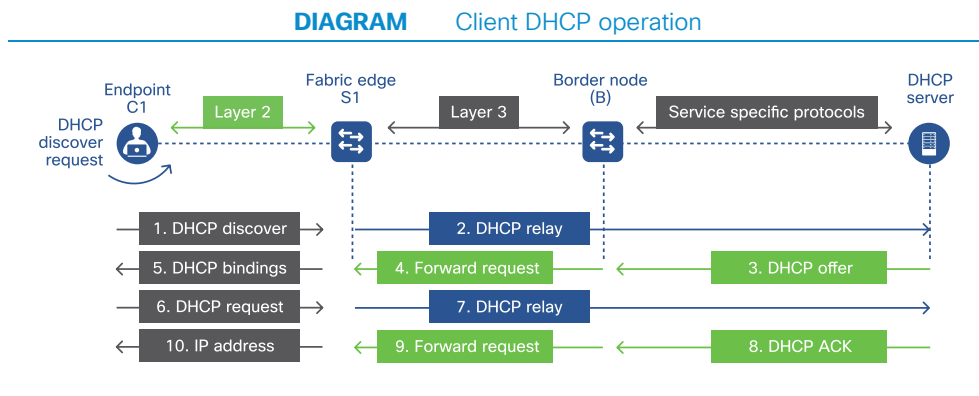 DIAGRAM Client DHCP operation
Endpoint
C1
Fabric edge
S1
Border node
(B)
DHCP
server
DHCP
discover
request
Layer 2
Layer 3
Service specific protocols
1. DHCP discover
2. DHCP relay
5. DHCP bindings
4. Forward request
3. DHCP offer
6. DHCP request
7. DHCP relay
10. IP address
9. Forward request
8. DHCP ACK